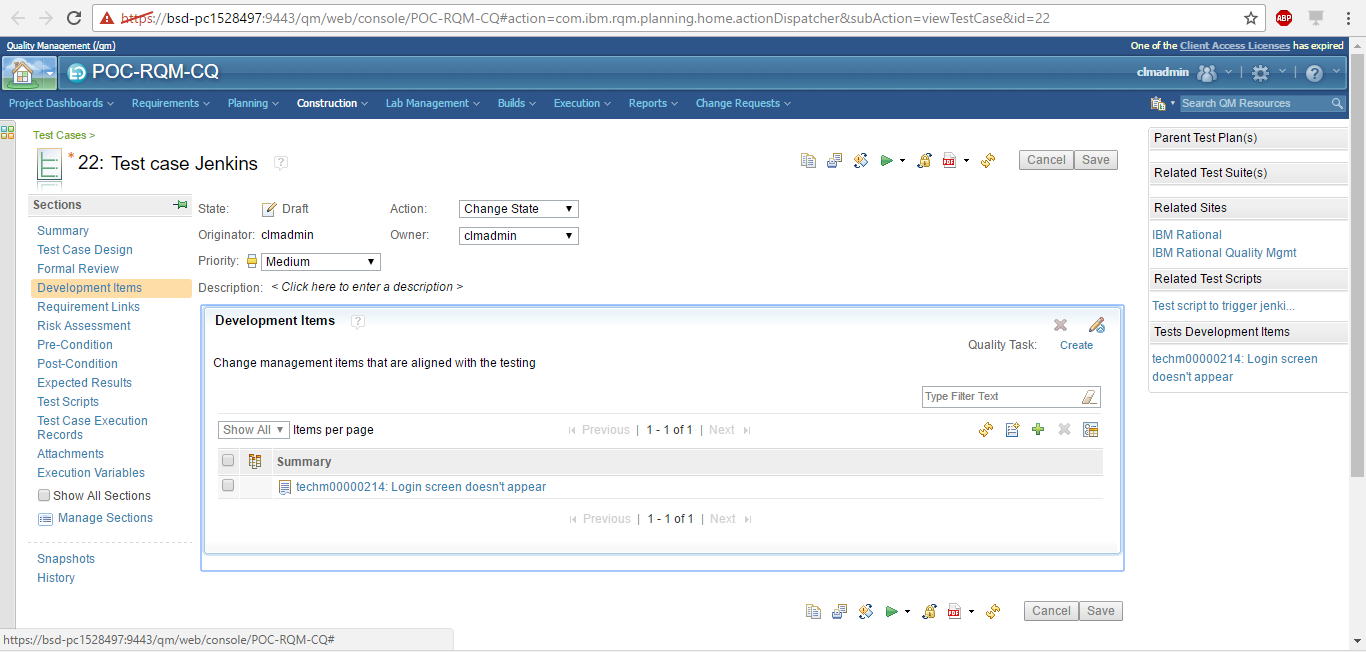 https://bsd-pc1528497:9443/qm/web/console/POC-RQM-CQ#action=com.ibm.rqm.planning.home.actionDispatcher&subAction=viewTestCase&id=22
ABP
Quality Management (/qm)
One of the Client Access Licenses has expired
POC-RQM-CQ
clmadmin
Project Dashboards
Requirements
Planning
Construction
Lab Management
Builds
Execution
Reports
Change Requests
Search QM Resources
Test Cases >
* 22: Test case Jenkins ?
Cancel Save
Sections
Summary
Test Case Design
Formal Review
Development Items
Requirement Links
Risk Assessment
Pre-Condition
Post-Condition
Expected Results
Test Scripts
Test Case Execution
Records
Attachments
Execution Variables
Show All Sections
Manage Sections
Snapshots
History
State: Draft Action: Change State
Originator: clmadmin Owner: clmadmin
Priority: Medium
Description: < Click here to enter a description >
Development Items ?
Quality Task: Create
Change management items that are aligned with the testing
Type Filter Text
Show All Items per page
Previous | 1 - 1 of 1 | Next
Summary
techm00000214: Login screen doesn't appear
Previous | 1 - 1 of 1 | Next
PDF
Cancel Save
Parent Test Plan(s)
Related Test Suite(s)
Related Sites
IBM Rational
IBM Rational Quality Mgmt
Related Test Scripts
Test script to trigger jenki...
Tests Development Items
techm00000214: Login screen
doesn't appear
https://bsd-pc1528497:9443/qm/web/console/POC-RQM-CQ#